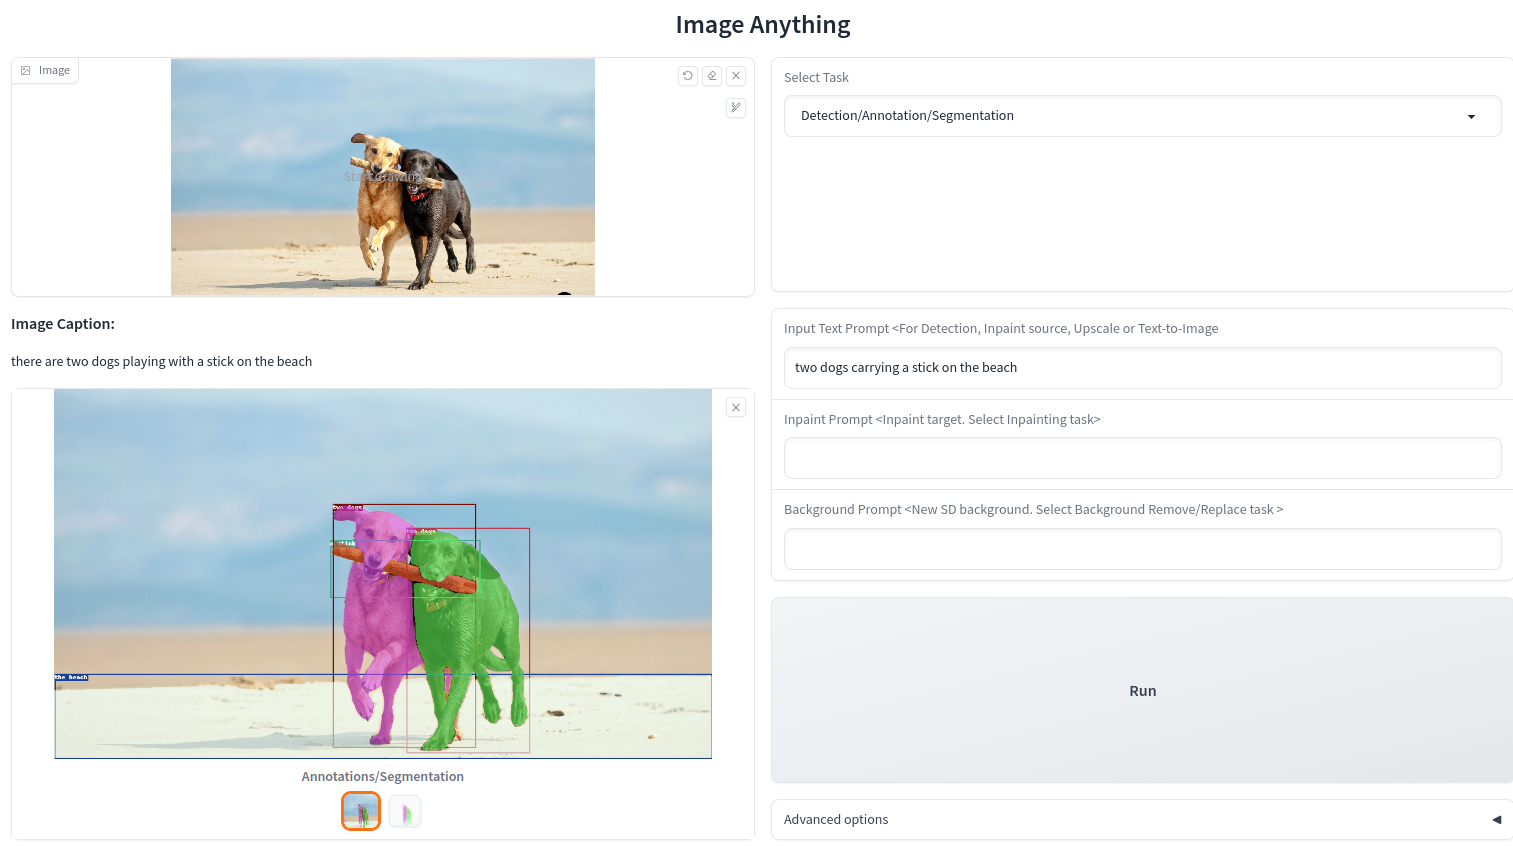 Image Anything
Image
Start drawing
Image Caption:
there are two dogs playing with a stick on the beach
two dogs
two dogs
a stick
the beach
Annotations/Segmentation
Select Task
Detection/Annotation/Segmentation
Input Text Prompt <For Detection, Inpaint source, Upscale or Text-to-Image
two dogs carrying a stick on the beach
Inpaint Prompt <Inpaint target. Select Inpainting task>
Background Prompt <New SD background. Select Background Remove/Replace task >
Run
Advanced options